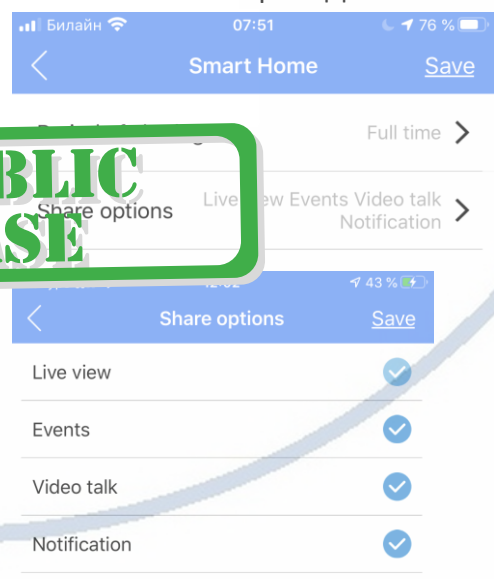 Билайн 07:51 76 %
Smart Home Save
Full time
BLIC
Share options Live view Events Video talk
Notification
ASE
43 %
Share options Save
Live view
Events
Video talk
Notification